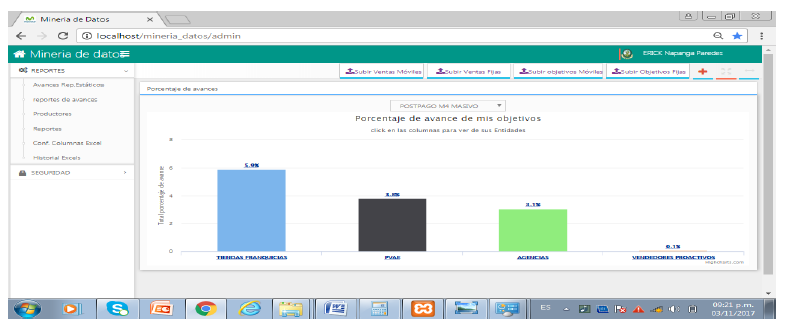 Mineria de Datos
localhost/mineria_datos/admin
Mineria de dato
ERICK Napanga Paredes
REPORTES
Subir Ventas Móviles
Subir Ventas Fijas
Subir objetivos Móviles
Subir Objetivos Fijas
Avances Rep.Estáticos
reportes de avances
Productores
Reportes
Conf. Columnas Excel
Historial Excels
SEGURIDAD
Porcentaje de avances
POSTPAGO M4 MASIVO
Porcentaje de avance de mis objetivos
click en las columnas para ver de sus Entidades
Total porcentaje de avance
8
6
4
2
0
5.9%
3.8%
3.1%
0.1%
TIENDAS FRANQUICIAS
PVAE
AGENCIAS
VENDEDORES PROACTIVOS
Highcharts.com
ES
09:21 p.m.
03/11/2017